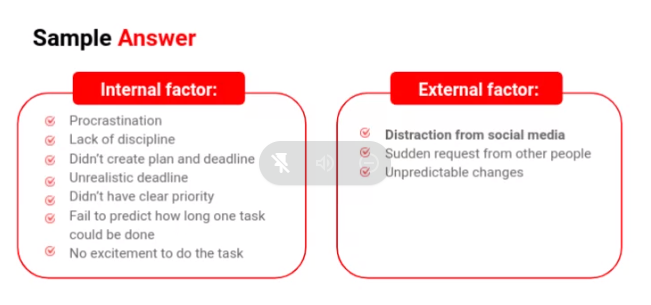 Sample Answer
Internal factor:
Procrastination
Lack of discipline
Didn't create plan and deadline
Unrealistic deadline
Didn't have clear priority
Fail to predict how long one task
could be done
No excitement to do the task
External factor:
Distraction from social media
Sudden request from other people
Unpredictable changes